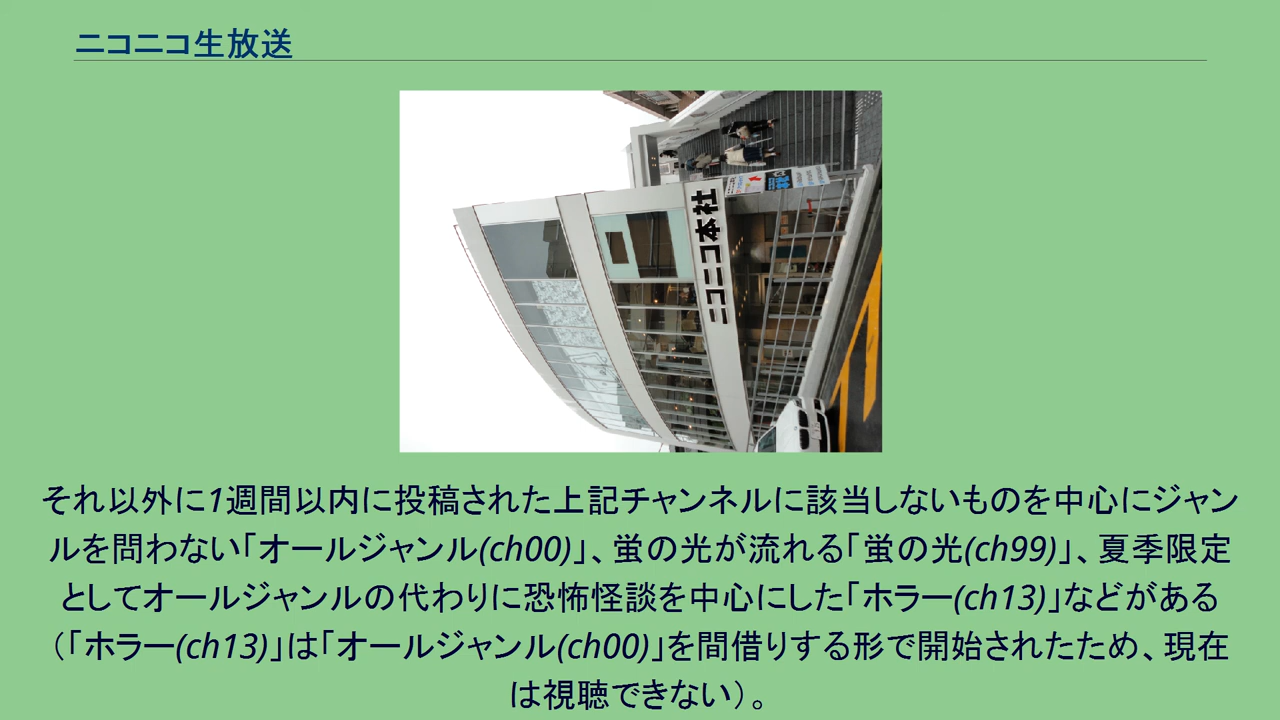 ニコニコ生放送
ニコニコ本社
それ以外に1週間以内に投稿された上記チャンネルに該当しないものを中心にジャン
ルを問わない「オールジャンル(ch00)」、蛍の光が流れる「蛍の光(ch99)」、夏季限定
としてオールジャンルの代わりに恐怖怪談を中心にした「ホラー(ch13)」などがある
（「ホラー(ch13)」は「オールジャンル(ch00)」を間借りする形で開始されたため、現在
は視聴できない）。